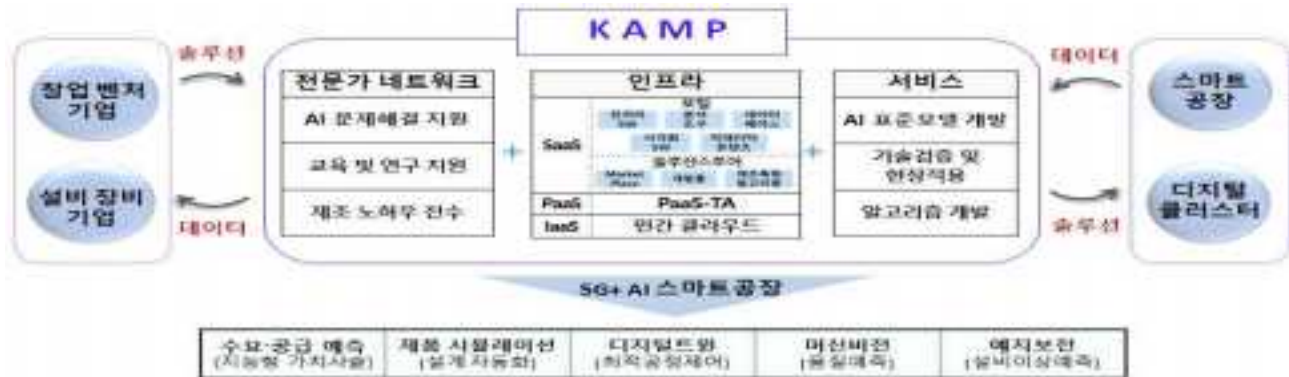 KAMP
솔루션
데이터
창업 벤처
기업
설비 장비
기업
데이터
전문가 네트워크
AI 문제해결 지원
교육 및 연구 지원
제조 노하우 전수
+
인프라
SaaS
포털
솔루션스토어
Market
Place
PaaS
PaaS-TA
IaaS
민간 클라우드
+
서비스
AI 표준모델 개발
기술검증 및
현장적용
알고리즘 개발
스마트
공장
디지털
클러스터
솔루션
5G+ AI 스마트공장
수요·공급 예측
(지능형 가치사슬)
제품 시뮬레이션
(설계자동화)
디지털트윈
(최적공정제어)
머신비전
(품질예측)
예지보전
(설비이상예측)